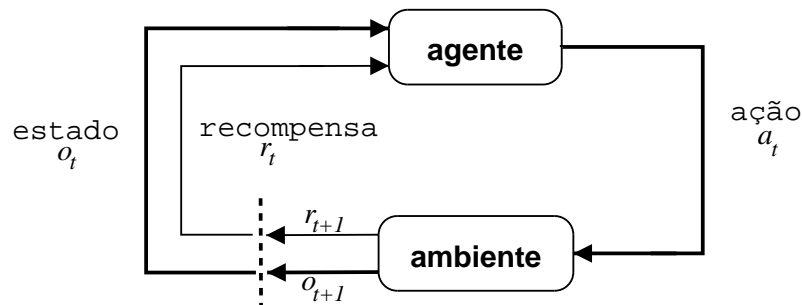 agente
estado
o_t
recompensa
r_t
ação
a_t
r_{t+1}
ambiente
o_{t+1}